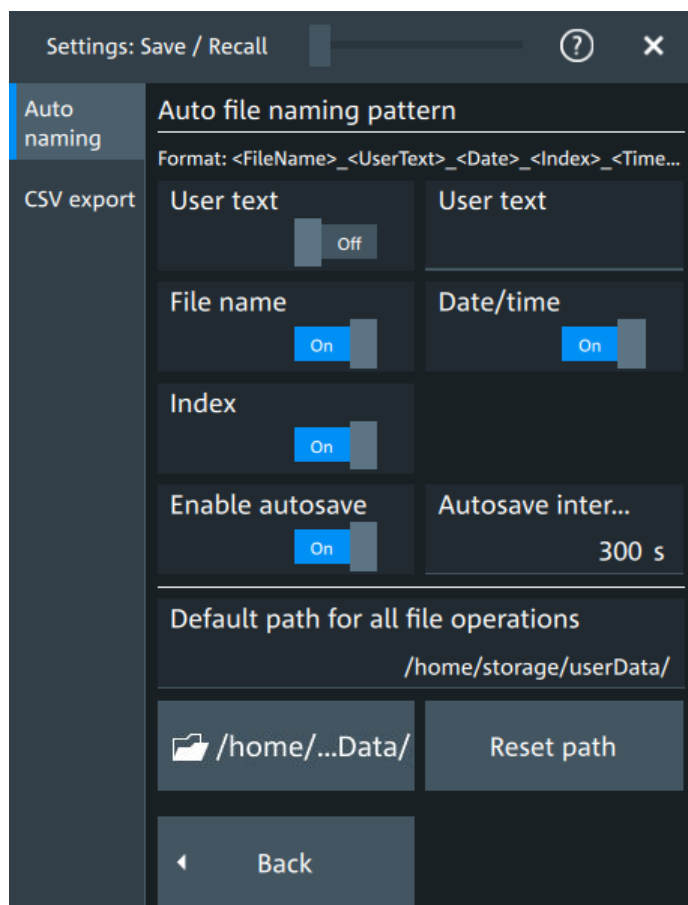 Settings: Save / Recall
?
Auto
naming
CSV export
Auto file naming pattern
Format: <FileName>_<UserText>_<Date>_<Index>_<Time...
User text
Off
User text
File name
On
Date/time
On
Index
On
Enable autosave
On
Autosave inter...
300 s
Default path for all file operations
/home/storage/userData/
/home/...Data/
Reset path
Back